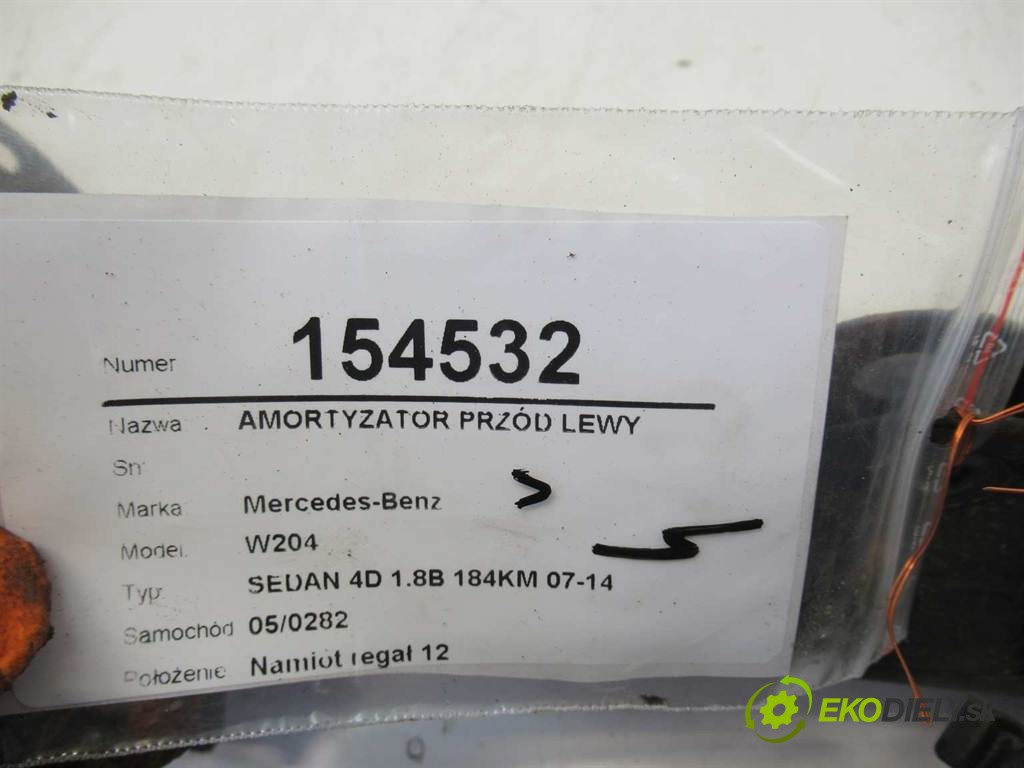 Numer 154532
Nazwa AMORTYZATOR PRZÓD LEWY
Sn:
Marka Mercedes-Benz
Model. W204
Typ SEDAN 4D 1.8B 184KM 07-14
Samochód 05/0282
Położenie Namiot regał 12
EKODIELY.SK